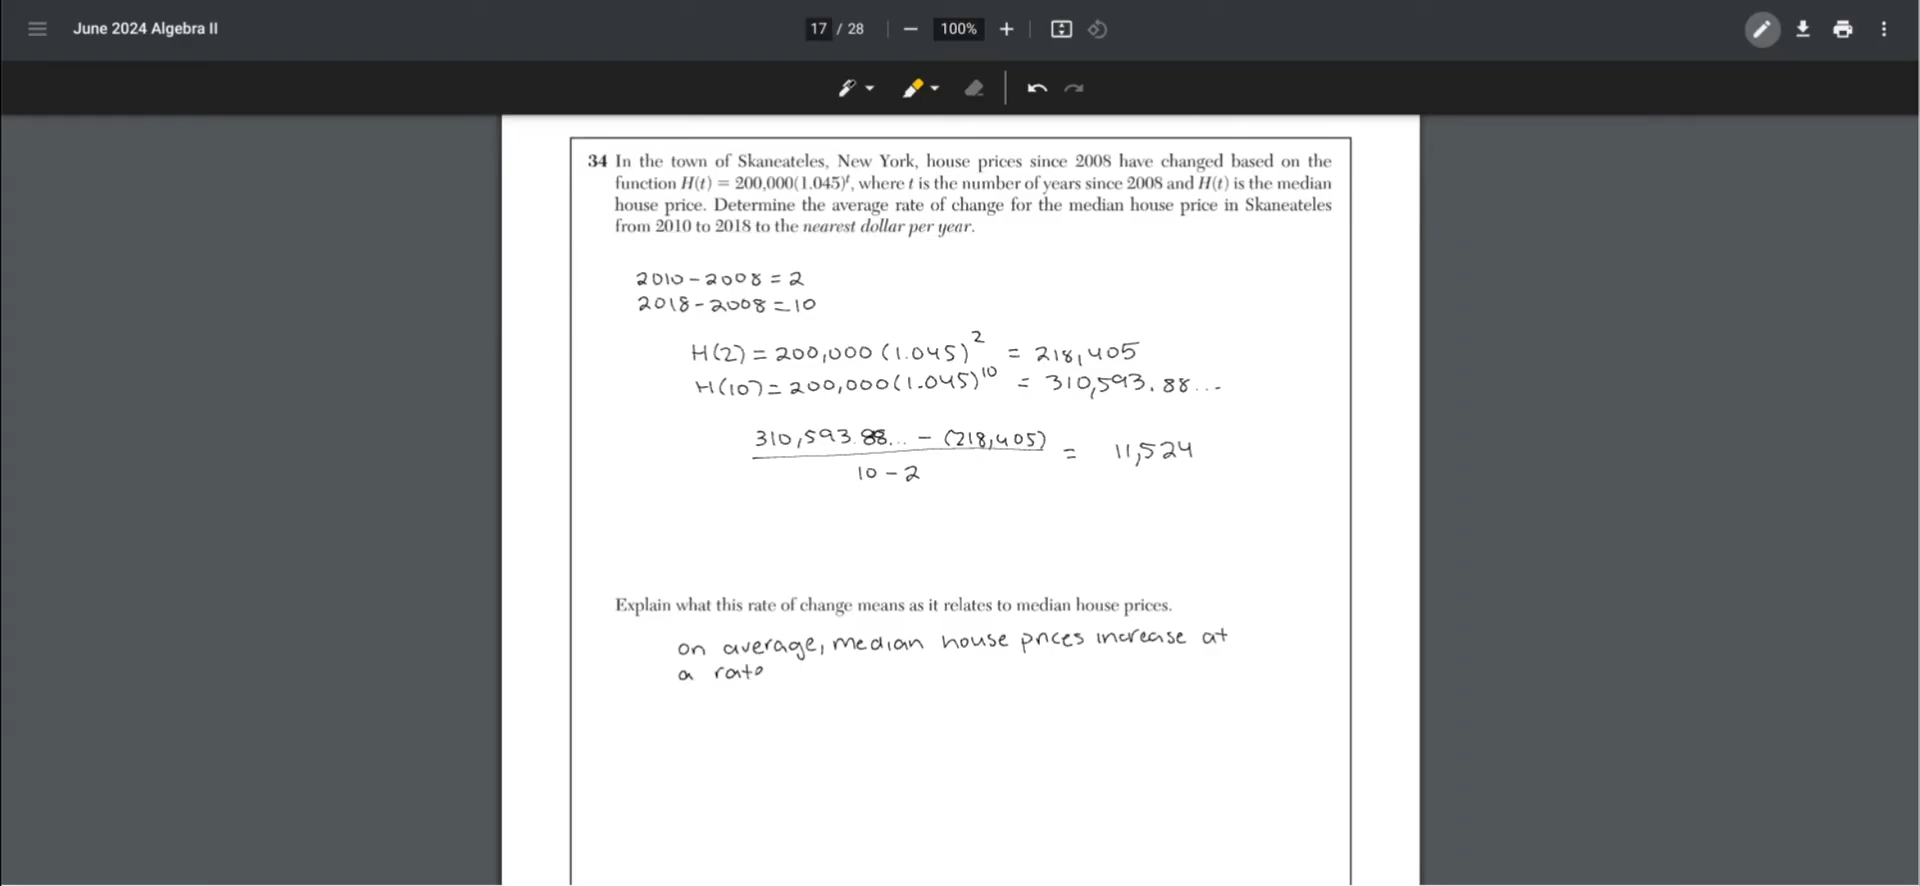 June 2024 Algebra II
17 / 28
100%
34 In the town of Skaneateles, New York, house prices since 2008 have changed based on the
function H(t) = 200,000(1.045)^t, where t is the number of years since 2008 and H(t) is the median
house price. Determine the average rate of change for the median house price in Skaneateles
from 2010 to 2018 to the nearest dollar per year.
2010 - 2008 = 2
2018 - 2008 = 10
H(2) = 200,000 (1.045)^2 = 218,405
H(10) = 200,000 (1.045)^10 = 310,593.88...
310,593.88... - (218,405)
= 11,524
10 - 2
Explain what this rate of change means as it relates to median house prices.
on average, median house prices increase at
a rate